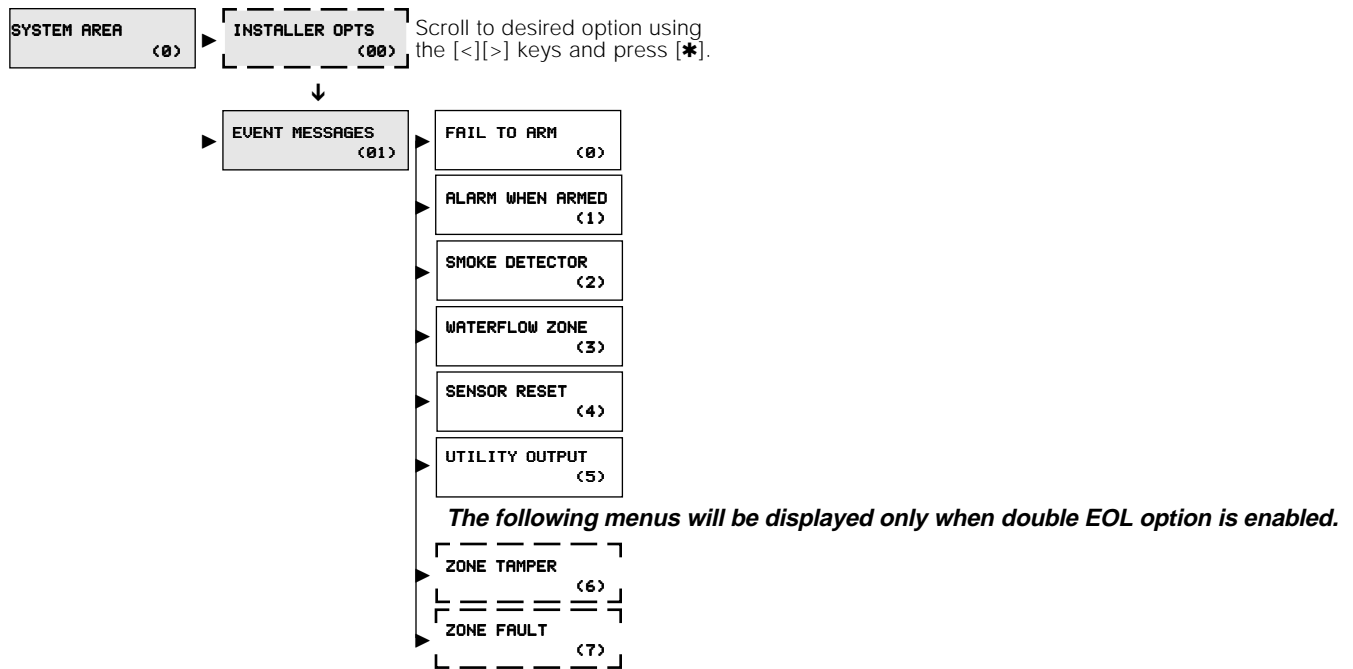 SYSTEM AREA
(0)
INSTALLER OPTS
(00)
Scroll to desired option using
the [<][>] keys and press [✱].
EVENT MESSAGES
(01)
FAIL TO ARM
(0)
ALARM WHEN ARMED
(1)
SMOKE DETECTOR
(2)
WATERFLOW ZONE
(3)
SENSOR RESET
(4)
UTILITY OUTPUT
(5)
The following menus will be displayed only when double EOL option is enabled.
ZONE TAMPER
(6)
ZONE FAULT
(7)